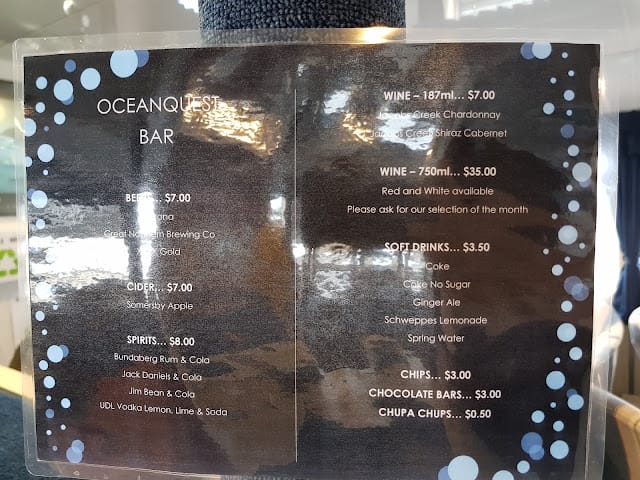 OCEANQUEST
BAR
BEER... $7.00
Great Northern Brewing Co
Gold
CIDER... $7.00
Somersby Apple
SPIRITS... $8.00
Bundaberg Rum & Cola
Jack Daniels & Cola
Jim Bean & Cola
UDL Vodka Lemon, Lime & Soda
WINE – 187ml... $7.00
Jacobs Creek Chardonnay
Jacobs Creek Shiraz Cabernet
WINE – 750ml... $35.00
Red and White available
Please ask for our selection of the month
SOFT DRINKS... $3.50
Coke
Coke No Sugar
Ginger Ale
Schweppes Lemonade
Spring Water
CHIPS... $3.00
CHOCOLATE BARS... $3.00
CHUPA CHUPS... $0.50